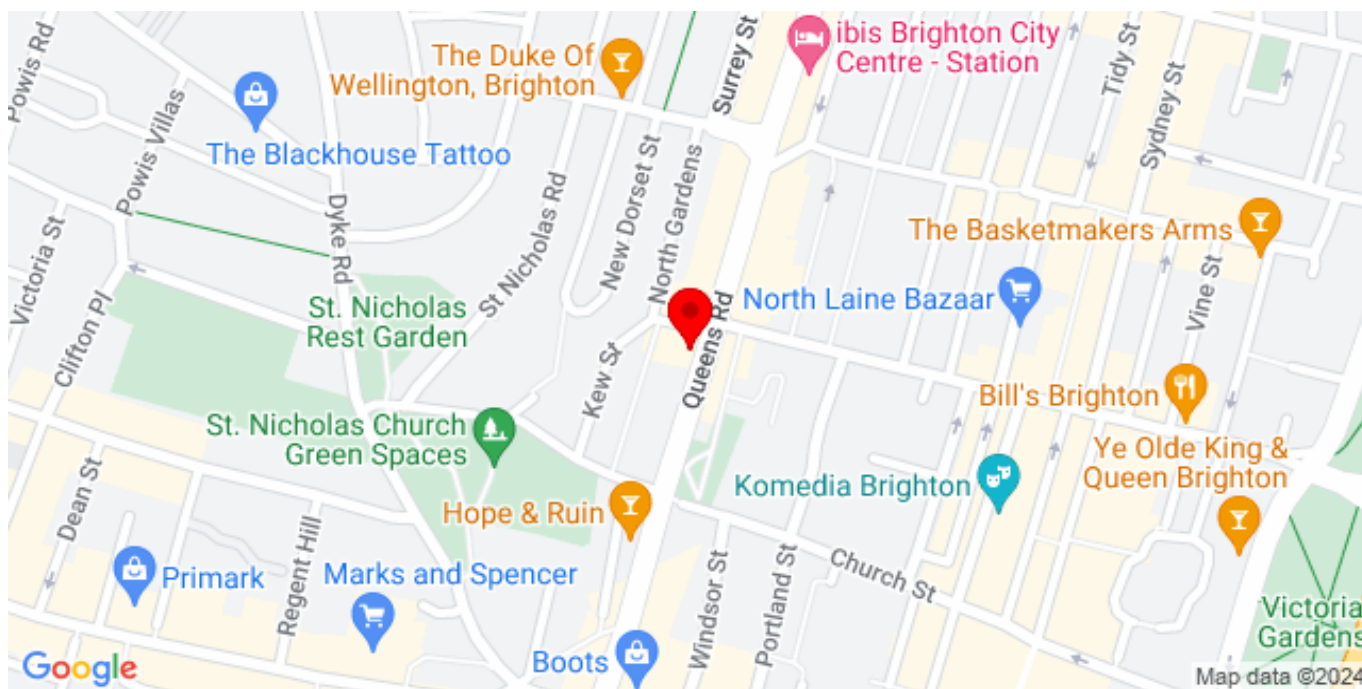 Powis Rd
The Duke Of
Wellington, Brighton
Surrey St
ibis Brighton City
Centre - Station
Tidy St
Sydney St
Powis Villas
The Blackhouse Tattoo
Dyke Rd
St Nicholas Rd
New Dorset St
North Gardens
The Basketmakers Arms
Victoria St
Clifton Pl
St. Nicholas
Rest Garden
Queens Rd
North Laine Bazaar
Vine St
Kew St
Bill's Brighton
St. Nicholas Church
Green Spaces
Ye Olde King &
Queen Brighton
Komedia Brighton
Dean St
Regent Hill
Hope & Ruin
Primark
Marks and Spencer
Windsor St
Portland St
Church St
Victoria
Gardens
Boots
Google
Map data ©2024